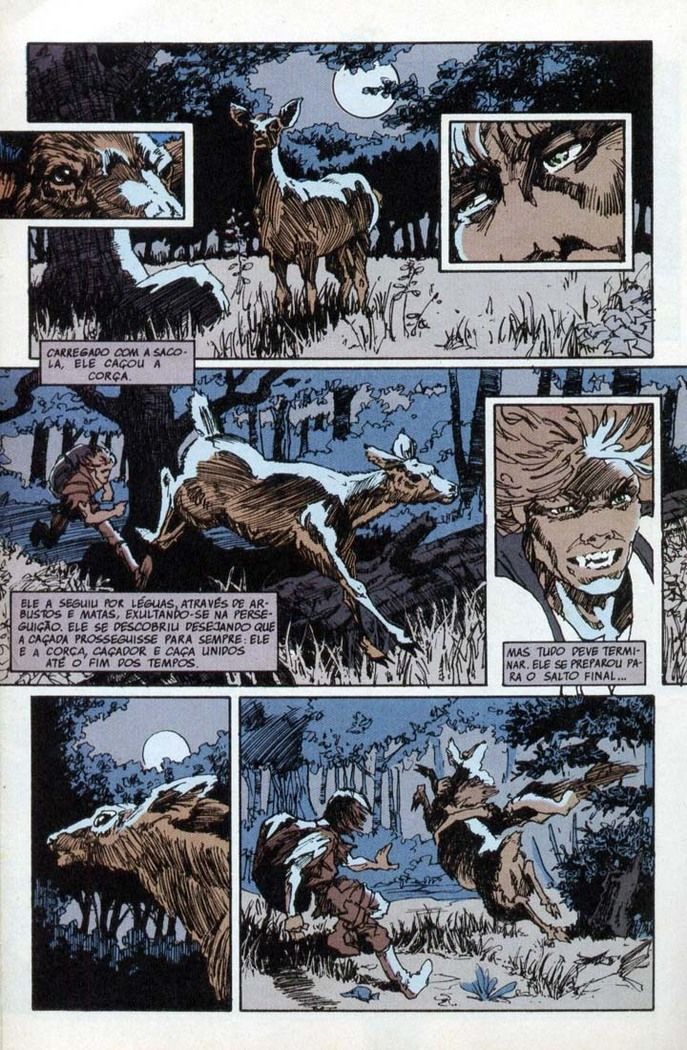 CARREGADO COM A SACO-
LA, ELE CAÇOU A
CORÇA.
ELE A SEGUIU POR LÉGUAS, ATRAVÉS DE AR-
BUSTOS E MATAS, EXULTANDO-SE NA PERSE-
GUIÇÃO. ELE SE DESCOBRIU DESEJANDO QUE
A CAÇADA PROSSEGUISSE PARA SEMPRE: ELE
E A CORÇA, CAÇADOR E CAÇA UNIDOS
ATÉ O FIM DOS TEMPOS.
MAS TUDO DEVE TERMI-
NAR. ELE SE PREPAROU PA-
RA O SALTO FINAL...